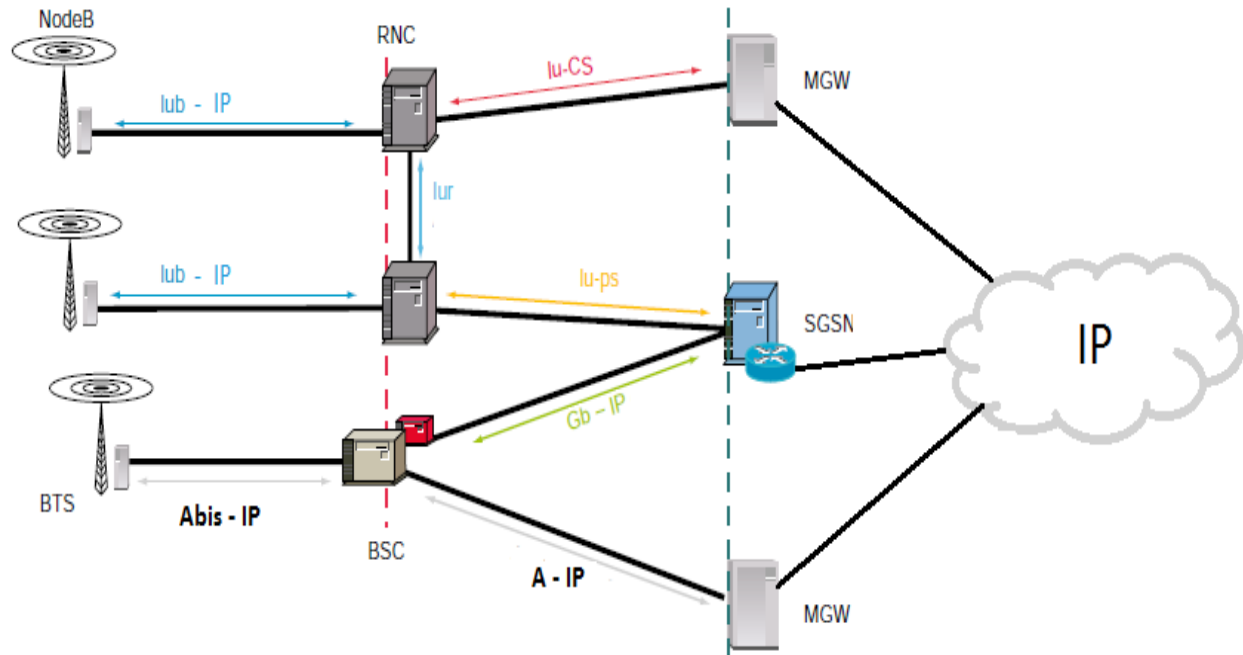 NodeB
RNC
Iu-CS
MGW
Iub - IP
Iur
Iub - IP
Iu-ps
SGSN
IP
Gb – IP
BTS
Abis - IP
BSC
A - IP
MGW